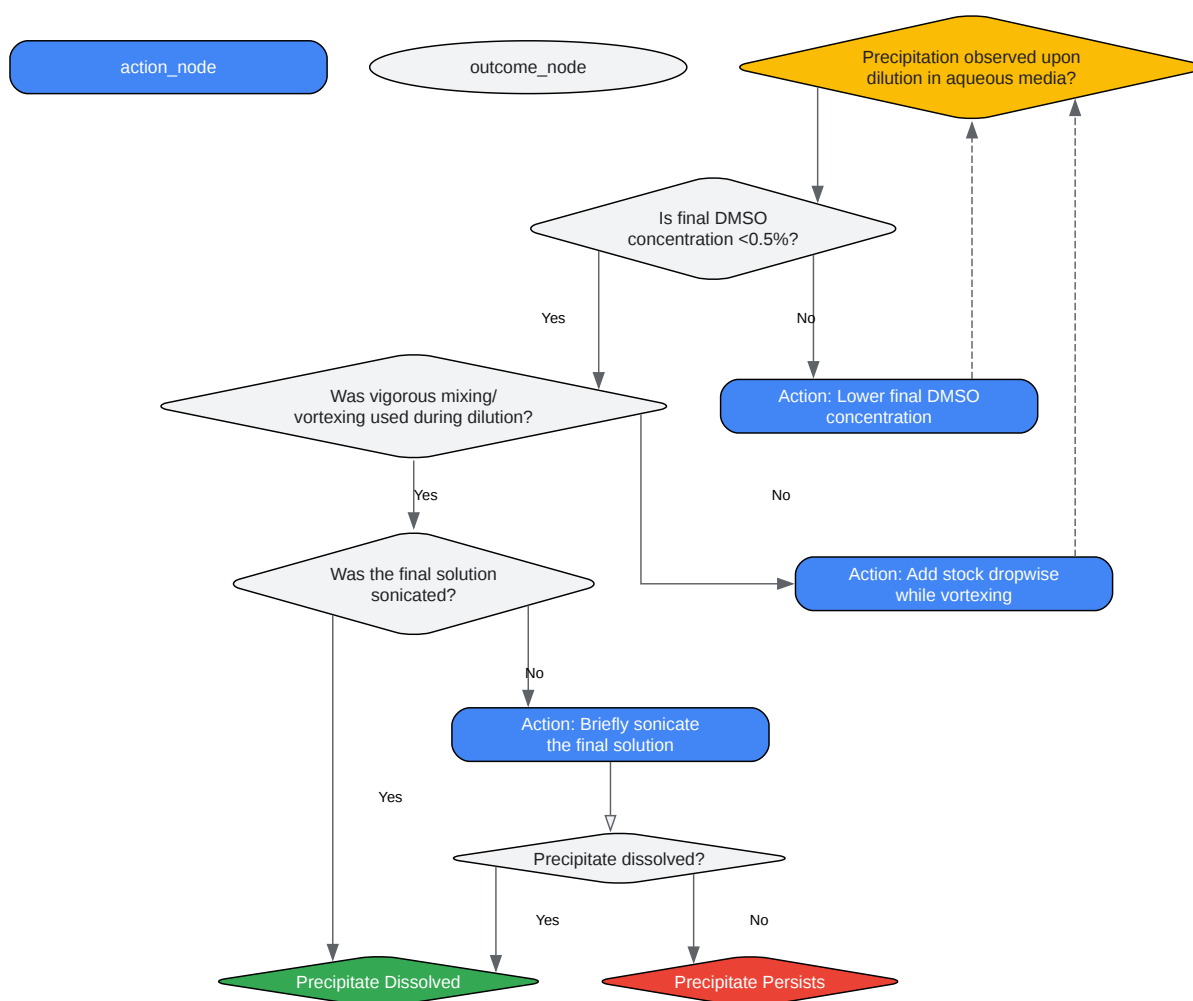 action_node
outcome_node
Precipitation observed upon
dilution in aqueous media?
Is final DMSO
concentration <0.5%?
Yes
No
Was vigorous mixing/
vortexing used during dilution?
Action: Lower final DMSO
concentration
Yes
No
Was the final solution
sonicated?
Action: Add stock dropwise
while vortexing
No
Action: Briefly sonicate
the final solution
Yes
Precipitate dissolved?
Yes
No
Precipitate Dissolved
Precipitate Persists